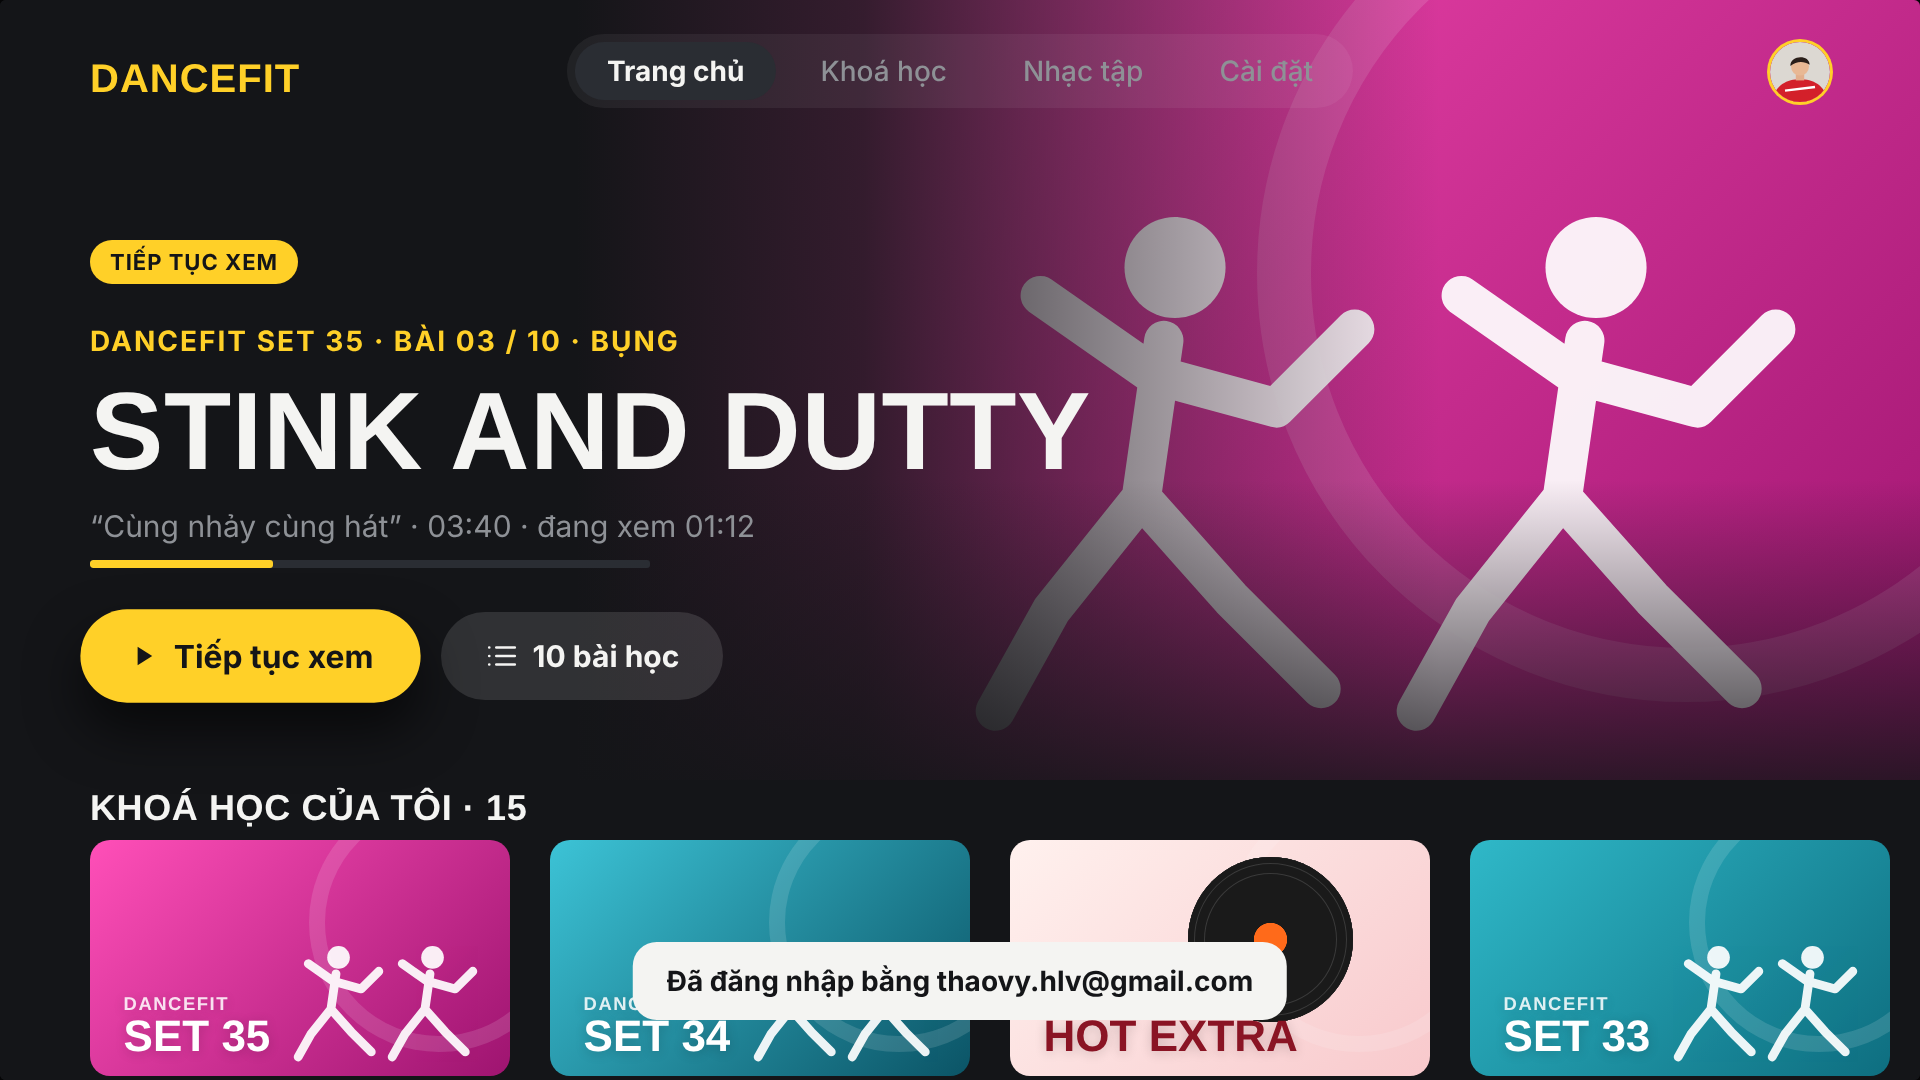 DANCEFIT
Trang chủ
Khoá học
Nhạc tập
Cài đặt
TIẾP TỤC XEM
DANCEFIT SET 35 · BÀI 03 / 10 · BỤNG
STINK AND DUTTY
“Cùng nhảy cùng hát” · 03:40 · đang xem 01:12
Tiếp tục xem
10 bài học
KHOÁ HỌC CỦA TÔI · 15
DANCEFIT
SET 35
SET 34
HOT EXTRA
DANCEFIT
SET 33
Đã đăng nhập bằng thaovy.hlv@gmail.com